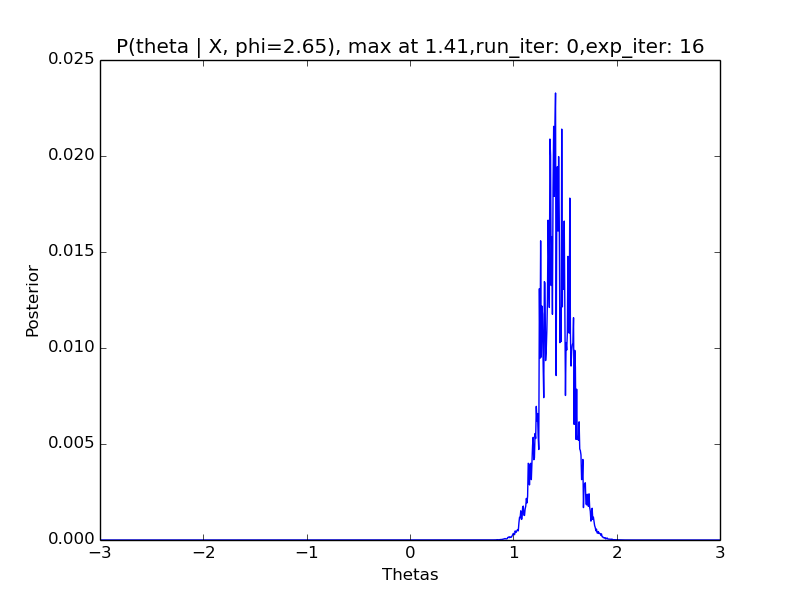 P(theta | X, phi=2.65), max at 1.41,run_iter: 0,exp_iter: 16
0.025
0.020
0.015
0.010
0.005
0.000
Posterior
−3 −2 −1 0 1 2 3
Thetas